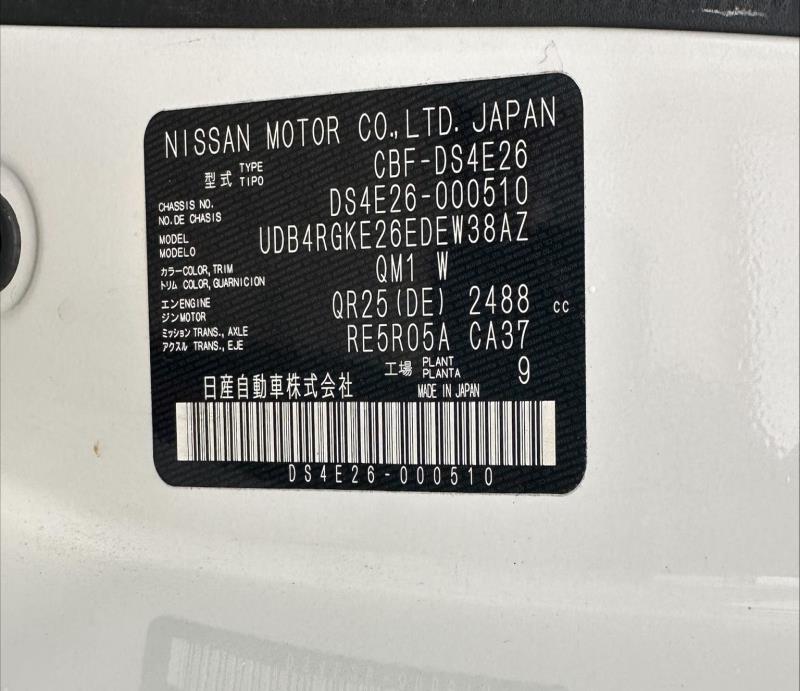 NISSAN MOTOR CO.,LTD. JAPAN
型式 TYPE TIPO CBF-DS4E26
CHASSIS NO. NO. DE CHASIS DS4E26-000510
MODEL MODELO UDB4RGKE26EDEW38AZ
カラー COLOR, TRIM トリム COLOR, GUARNICION QM1 W
エンジン ENGINE MOTOR QR25(DE) 2488 cc
ミッション TRANS., AXLE アクスル TRANS., EJE RE5R05A CA37
工場 PLANT PLANTA 9
日産自動車株式会社 MADE IN JAPAN
DS4E26-000510